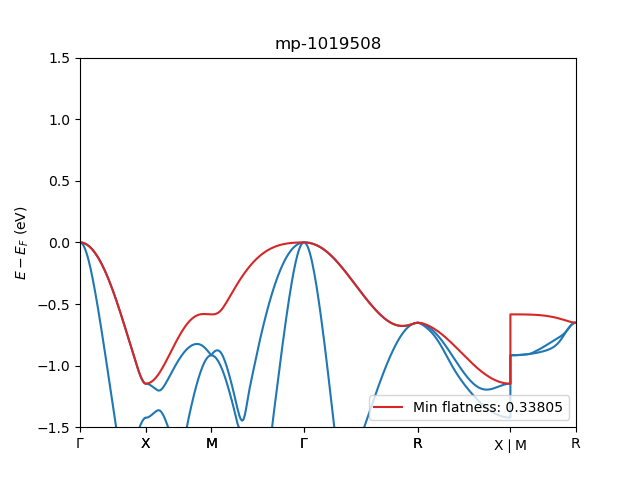 mp-1019508
E − E_F (eV)
1.5
1.0
0.5
0.0
−0.5
−1.0
−1.5
Min flatness: 0.33805
Γ X M Γ R X | M R